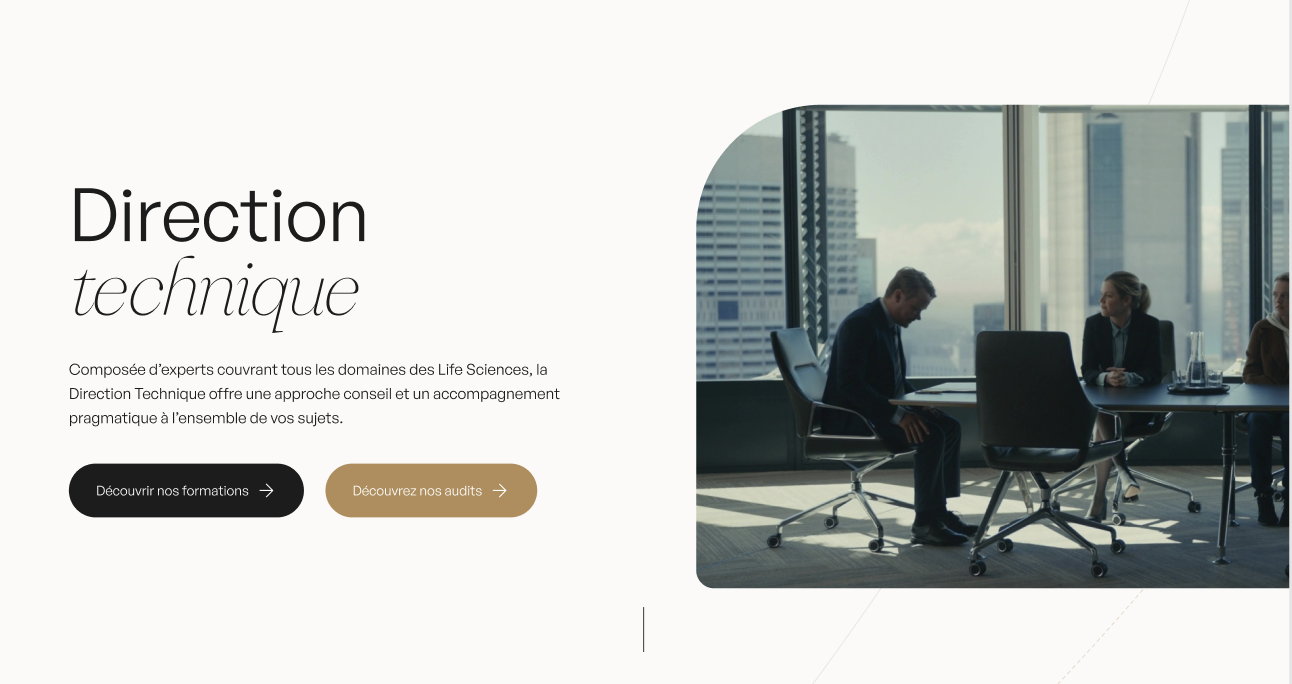 Direction
technique
Composée d’experts couvrant tous les domaines des Life Sciences, la
Direction Technique offre une approche conseil et un accompagnement
pragmatique à l’ensemble de vos sujets.
Découvrir nos formations →
Découvrez nos audits →